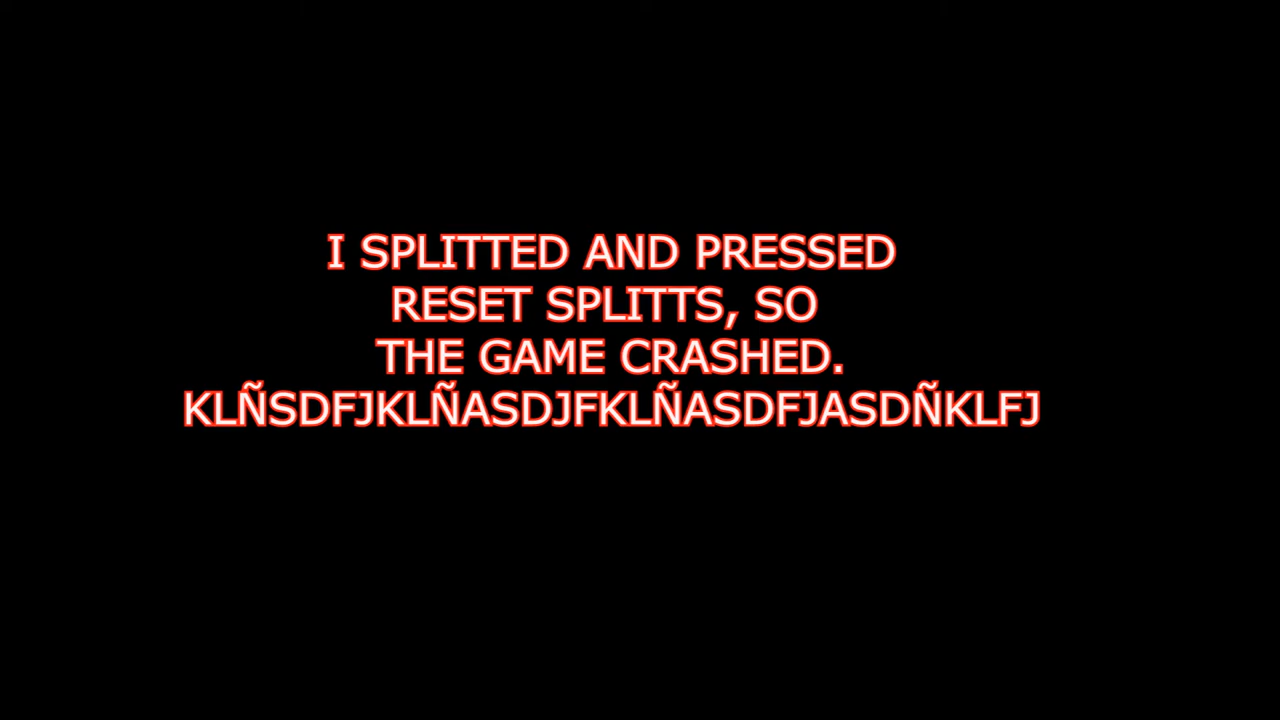 I SPLITTED AND PRESSED
RESET SPLITTS, SO
THE GAME CRASHED.
KLÑSDFJKLÑASDJFKLÑASDFJASDÑKLFJ